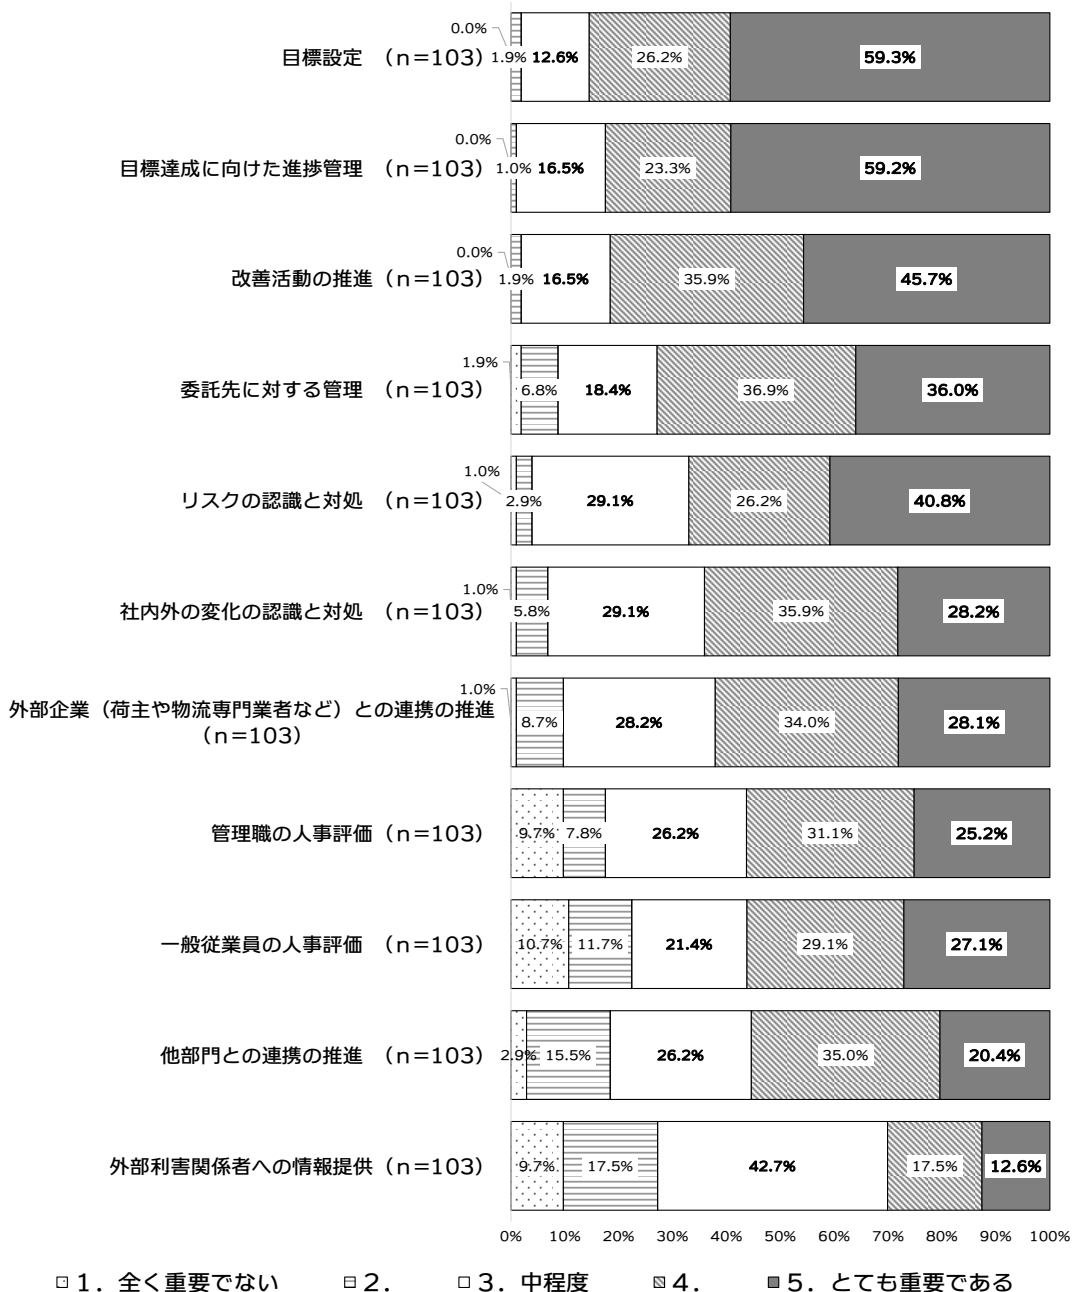 0.0%
目標設定　（ｎ＝103） 1.9% 12.6% 26.2% 59.3%
0.0%
目標達成に向けた進捗管理　（ｎ＝103） 1.0% 16.5% 23.3% 59.2%
0.0%
改善活動の推進（ｎ＝103） 1.9% 16.5% 35.9% 45.7%
1.9%
委託先に対する管理　（ｎ＝103） 6.8% 18.4% 36.9% 36.0%
1.0%
リスクの認識と対処　（ｎ＝103） 2.9% 29.1% 26.2% 40.8%
1.0%
社内外の変化の認識と対処　（ｎ＝103） 5.8% 29.1% 35.9% 28.2%
1.0%
外部企業（荷主や物流専門業者など）との連携の推進
（ｎ＝103） 8.7% 28.2% 34.0% 28.1%
管理職の人事評価（ｎ＝103） 9.7% 7.8% 26.2% 31.1% 25.2%
一般従業員の人事評価　（ｎ＝103） 10.7% 11.7% 21.4% 29.1% 27.1%
他部門との連携の推進　（ｎ＝103） 2.9% 15.5% 26.2% 35.0% 20.4%
外部利害関係者への情報提供（ｎ＝103） 9.7% 17.5% 42.7% 17.5% 12.6%
0% 10% 20% 30% 40% 50% 60% 70% 80% 90% 100%
１．全く重要でない ２． ３．中程度 ４． ５．とても重要である